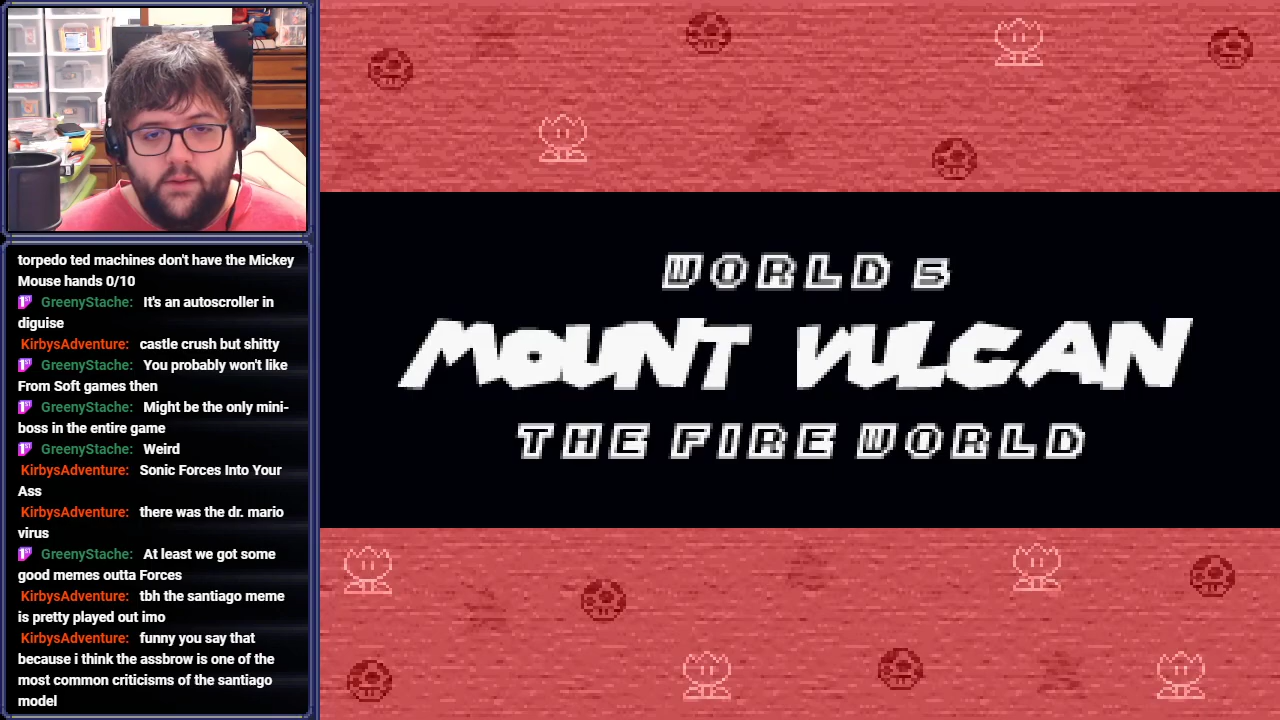 torpedo ted machines don't have the Mickey
Mouse hands 0/10
GreenyStache: It's an autoscroller in
diguise
KirbysAdventure: castle crush but shitty
GreenyStache: You probably won't like
From Soft games then
GreenyStache: Might be the only mini-
boss in the entire game
GreenyStache: Weird
KirbysAdventure: Sonic Forces Into Your
Ass
KirbysAdventure: there was the dr. mario
virus
GreenyStache: At least we got some
good memes outta Forces
KirbysAdventure: tbh the santiago meme
is pretty played out imo
KirbysAdventure: funny you say that
because i think the assbrow is one of the
most common criticisms of the santiago
model
WORLD 5
MOUNT VULCAN
THE FIRE WORLD